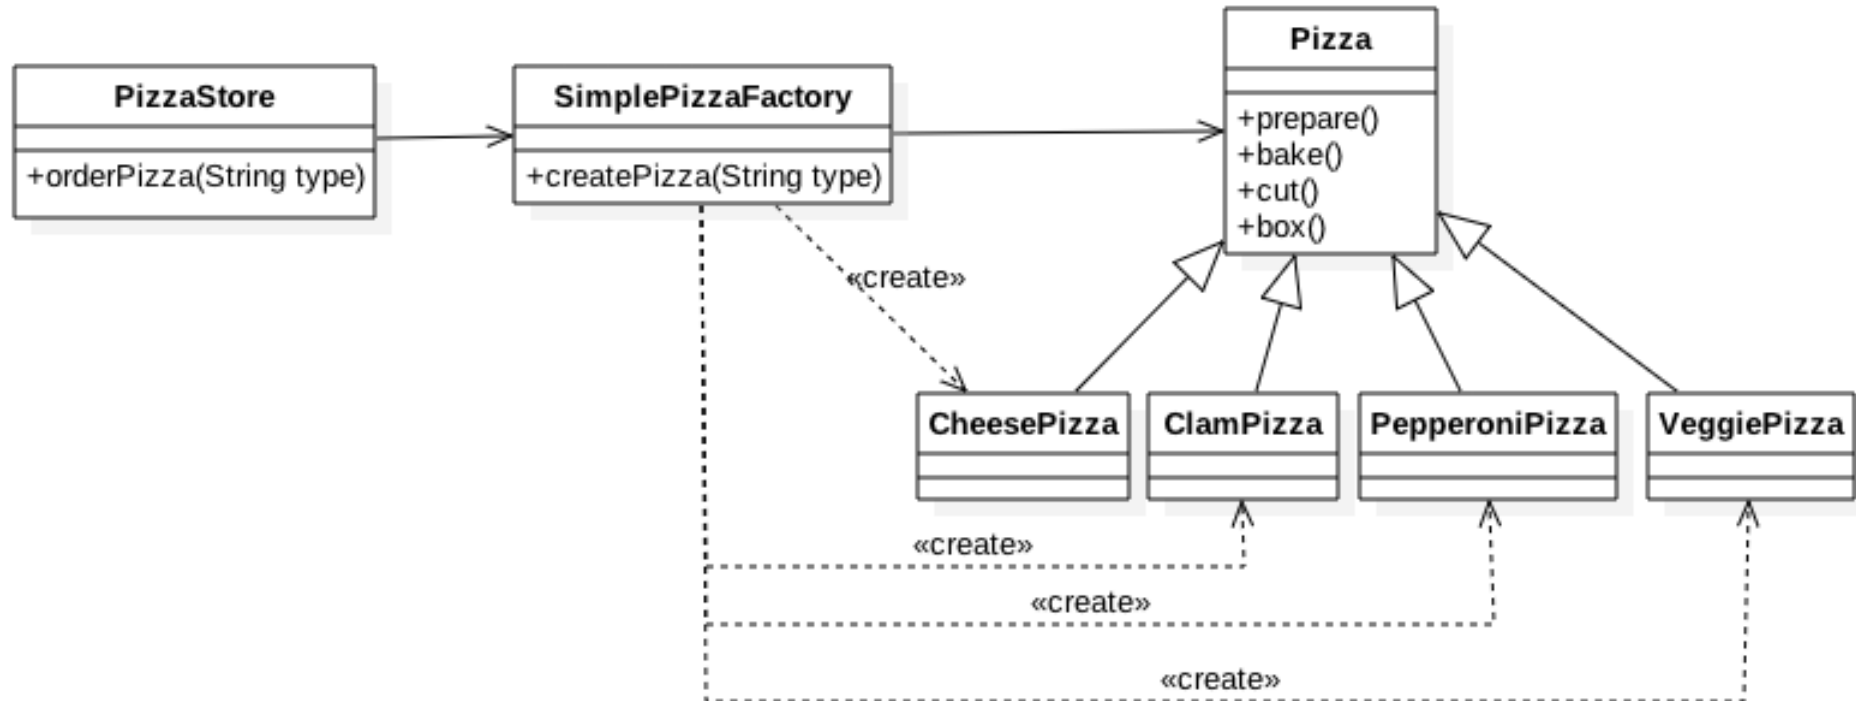 PizzaStore
+orderPizza(String type)
SimplePizzaFactory
+createPizza(String type)
Pizza
+prepare()
+bake()
+cut()
+box()
«create»
CheesePizza
ClamPizza
PepperoniPizza
VeggiePizza
«create»
«create»
«create»